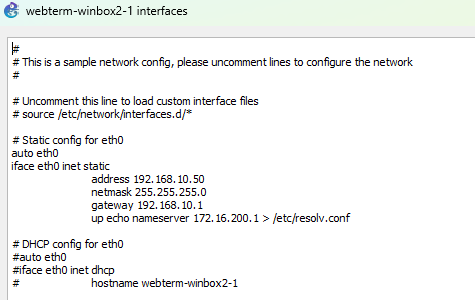 webterm-winbox2-1 interfaces
#
# This is a sample network config, please uncomment lines to configure the network
#
# Uncomment this line to load custom interface files
# source /etc/network/interfaces.d/*
# Static config for eth0
auto eth0
iface eth0 inet static
address 192.168.10.50
netmask 255.255.255.0
gateway 192.168.10.1
up echo nameserver 172.16.200.1 > /etc/resolv.conf
# DHCP config for eth0
#auto eth0
#iface eth0 inet dhcp
# hostname webterm-winbox2-1